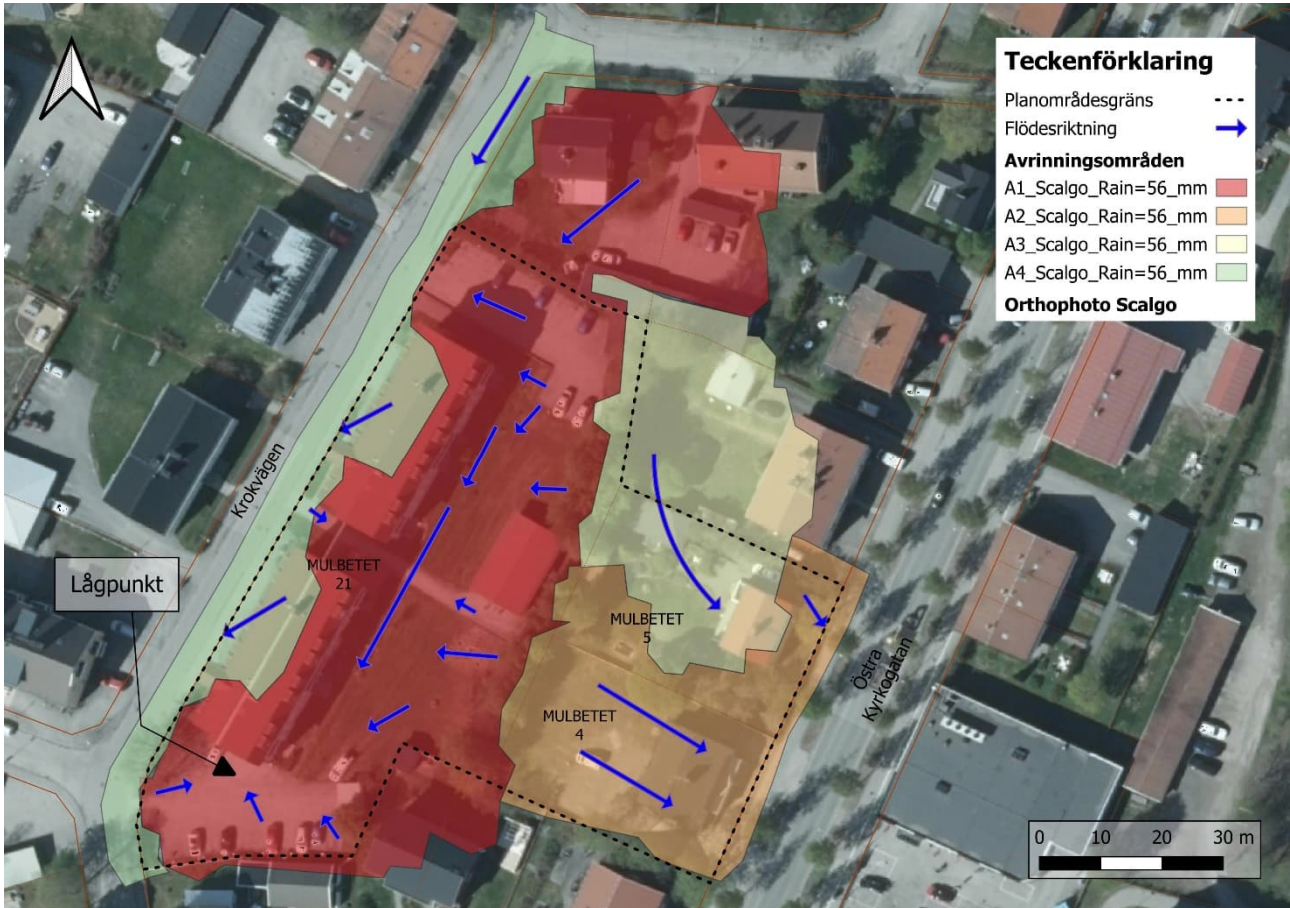 Teckenförklaring
Planområdesgräns
Flödesriktning
Avrinningsområden
A1_Scalgo_Rain=56_mm
A2_Scalgo_Rain=56_mm
A3_Scalgo_Rain=56_mm
A4_Scalgo_Rain=56_mm
Orthophoto Scalgo
Krokvägen
MULBETET
21
Lågpunkt
MULBETET
5
MULBETET
4
Östra
Kyrkogatan
0 10 20 30 m